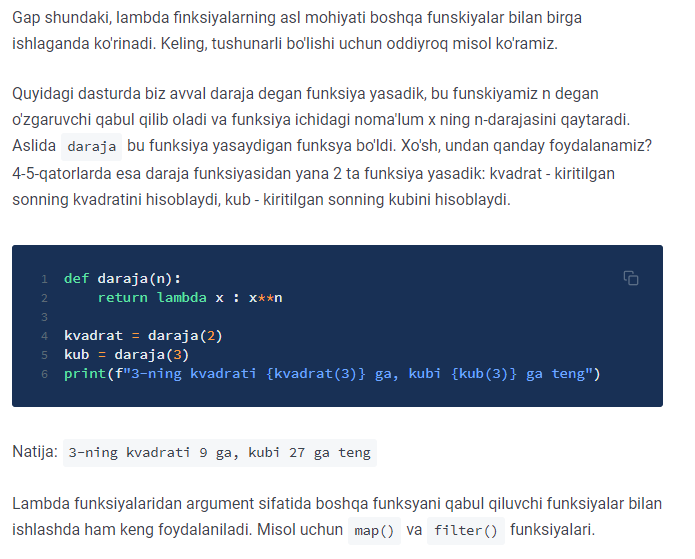 Gap shundaki, lambda finksiyalarning asl mohiyati boshqa funskiyalar bilan birga
ishlaganda ko'rinadi. Keling, tushunarli bo'lishi uchun oddiyroq misol ko'ramiz.
Quyidagi dasturda biz avval daraja degan funksiya yasadik, bu funskiyamiz n degan
o'zgaruvchi qabul qilib oladi va funksiya ichidagi noma'lum x ning n-darajasini qaytaradi.
Aslida daraja bu funksiya yasaydigan funksya bo'ldi. Xo'sh, undan qanday foydalanamiz?
4-5-qatorlarda esa daraja funksiyasidan yana 2 ta funksiya yasadik: kvadrat - kiritilgan
sonning kvadratini hisoblaydi, kub - kiritilgan sonning kubini hisoblaydi.
1 def daraja(n):
2     return lambda x : x**n
3
4 kvadrat = daraja(2)
5 kub = daraja(3)
6 print(f"3-ning kvadrati {kvadrat(3)} ga, kubi {kub(3)} ga teng")
Natija: 3-ning kvadrati 9 ga, kubi 27 ga teng
Lambda funksiyalaridan argument sifatida boshqa funksyani qabul qiluvchi funksiyalar bilan
ishlashda ham keng foydalaniladi. Misol uchun map() va filter() funksiyalari.